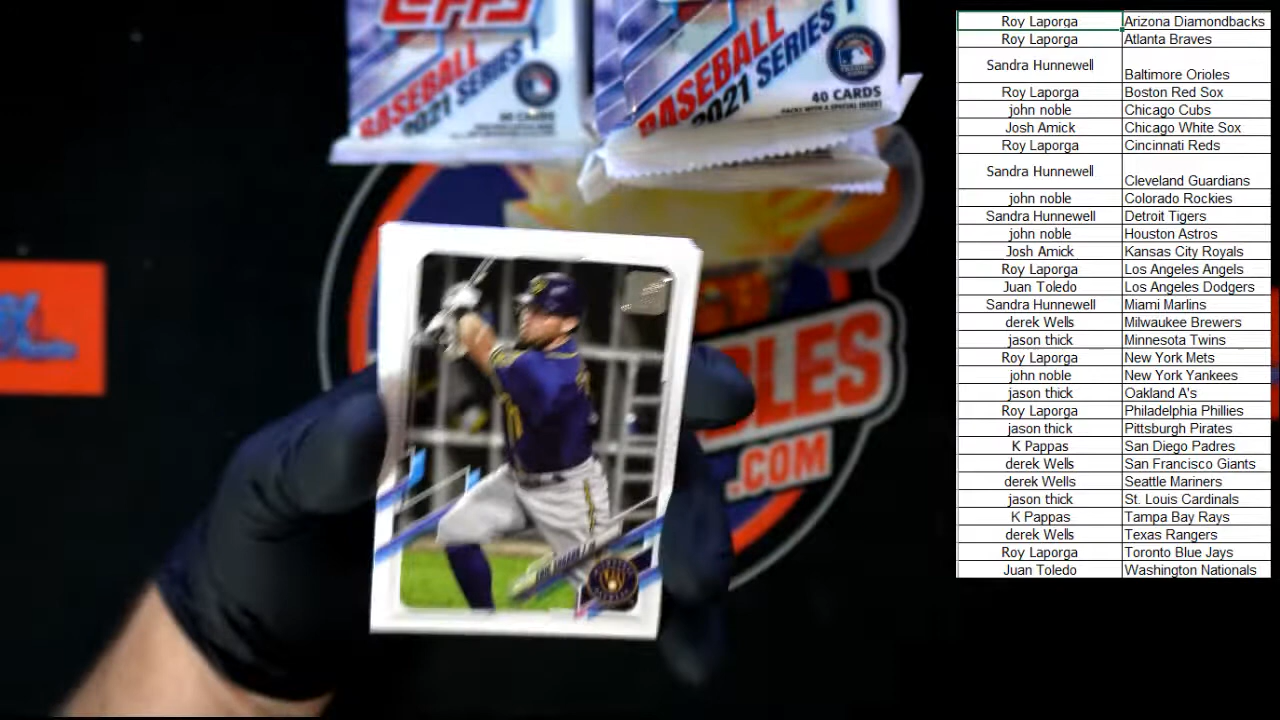 TOPPS
BASEBALL
2021 SERIES 1
BASEBALL
2021 SERIES 1
40 CARDS
40 CARDS
BLES
.COM
Roy Laporga Arizona Diamondbacks
Roy Laporga Atlanta Braves
Sandra Hunnewell Baltimore Orioles
Roy Laporga Boston Red Sox
john noble Chicago Cubs
Josh Amick Chicago White Sox
Roy Laporga Cincinnati Reds
Sandra Hunnewell Cleveland Guardians
john noble Colorado Rockies
Sandra Hunnewell Detroit Tigers
john noble Houston Astros
Josh Amick Kansas City Royals
Roy Laporga Los Angeles Angels
Juan Toledo Los Angeles Dodgers
Sandra Hunnewell Miami Marlins
derek Wells Milwaukee Brewers
jason thick Minnesota Twins
Roy Laporga New York Mets
john noble New York Yankees
jason thick Oakland A's
Roy Laporga Philadelphia Phillies
jason thick Pittsburgh Pirates
K Pappas San Diego Padres
derek Wells San Francisco Giants
derek Wells Seattle Mariners
jason thick St. Louis Cardinals
K Pappas Tampa Bay Rays
derek Wells Texas Rangers
Roy Laporga Toronto Blue Jays
Juan Toledo Washington Nationals